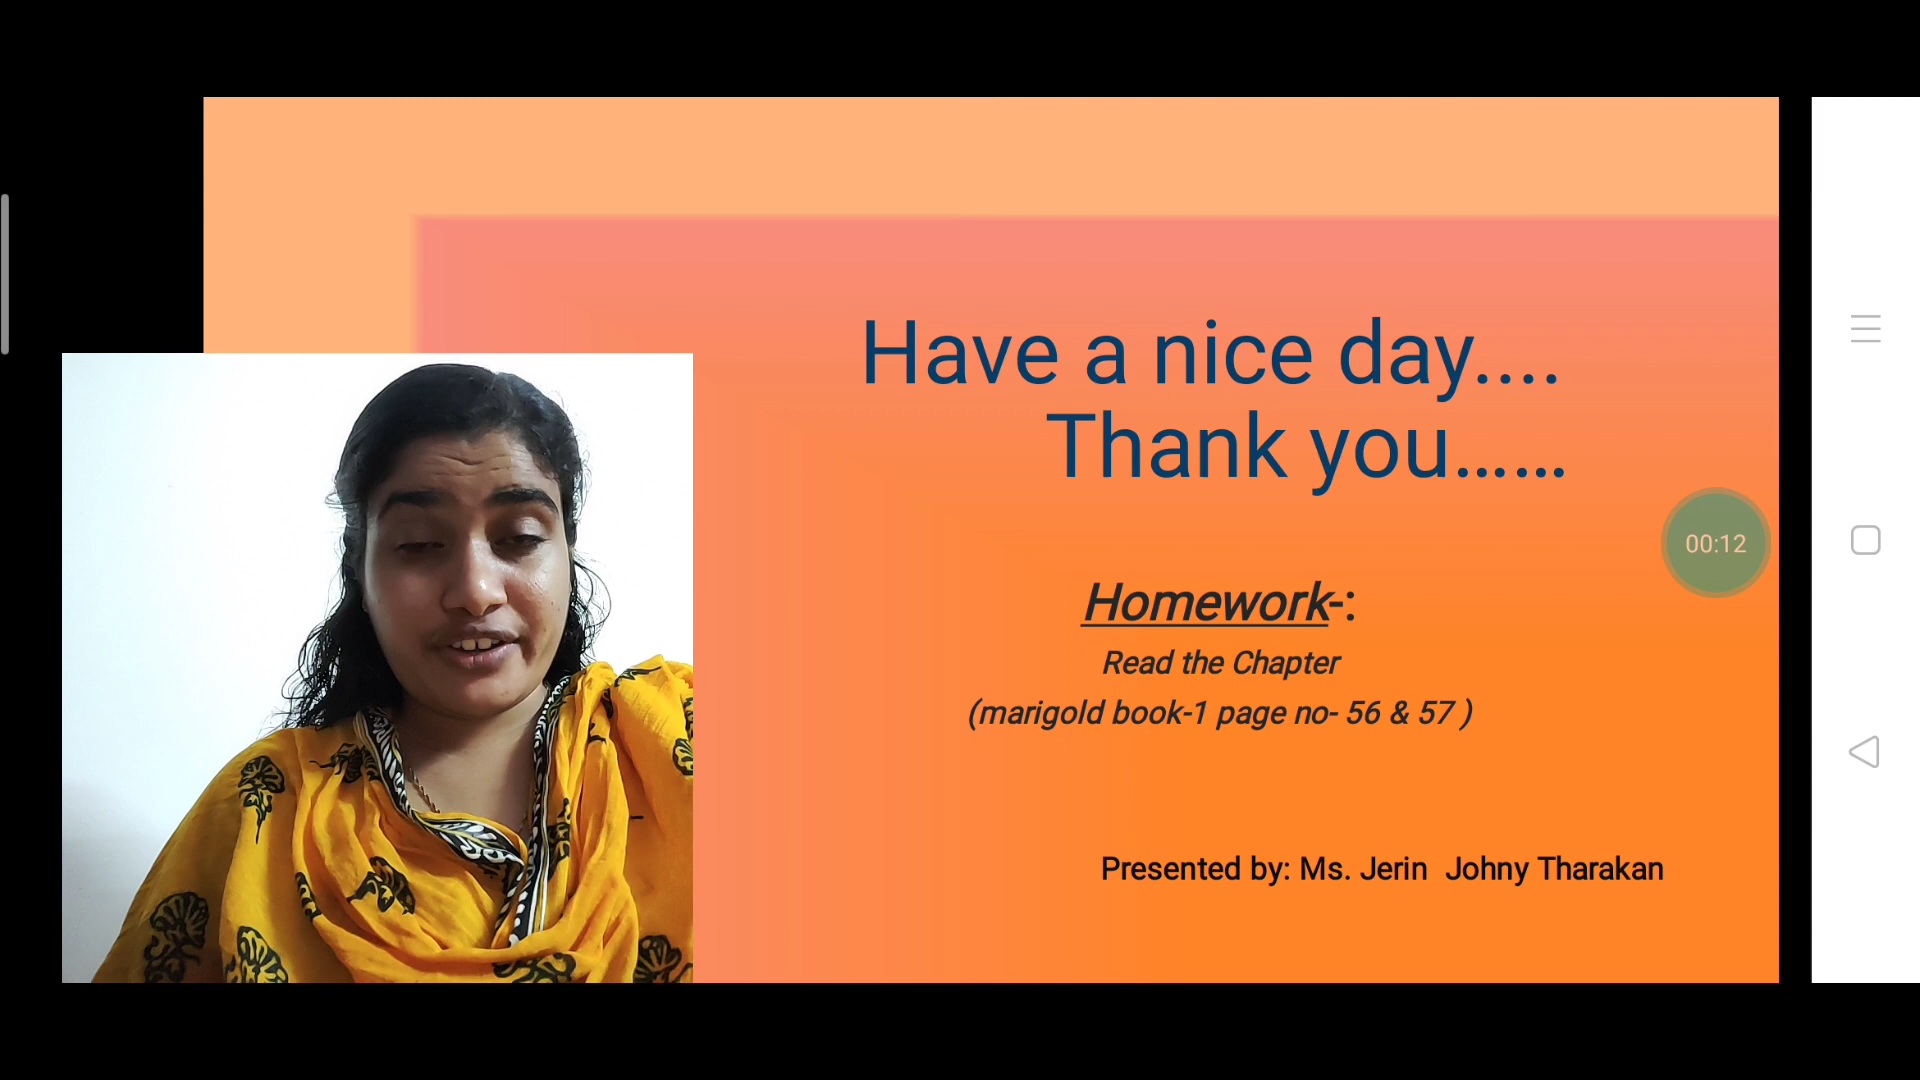 Have a nice day....
Thank you......
00:12
Homework-:
Read the Chapter
(marigold book-1 page no- 56 & 57 )
Presented by: Ms. Jerin  Johny Tharakan